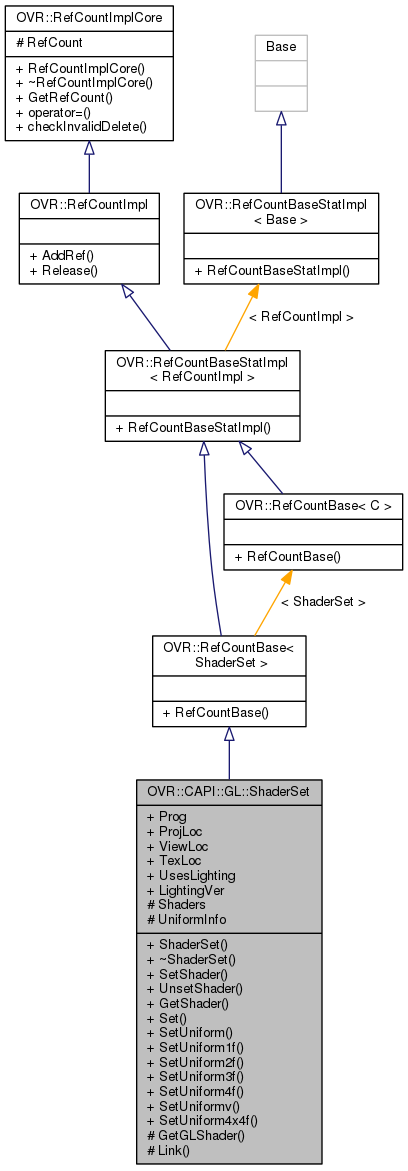 OVR::RefCountImplCore
# RefCount
+ RefCountImplCore()
+ ~RefCountImplCore()
+ GetRefCount()
+ operator=()
+ checkInvalidDelete()
Base
OVR::RefCountImpl
+ AddRef()
+ Release()
OVR::RefCountBaseStatImpl
< Base >
+ RefCountBaseStatImpl()
< RefCountImpl >
OVR::RefCountBaseStatImpl
< RefCountImpl >
+ RefCountBaseStatImpl()
OVR::RefCountBase< C >
+ RefCountBase()
< ShaderSet >
OVR::RefCountBase<
ShaderSet >
+ RefCountBase()
OVR::CAPI::GL::ShaderSet
+ Prog
+ ProjLoc
+ ViewLoc
+ TexLoc
+ UsesLighting
+ LightingVer
# Shaders
# UniformInfo
+ ShaderSet()
+ ~ShaderSet()
+ SetShader()
+ UnsetShader()
+ GetShader()
+ Set()
+ SetUniform()
+ SetUniform1f()
+ SetUniform2f()
+ SetUniform3f()
+ SetUniform4f()
+ SetUniformv()
+ SetUniform4x4f()
# GetGLShader()
# Link()